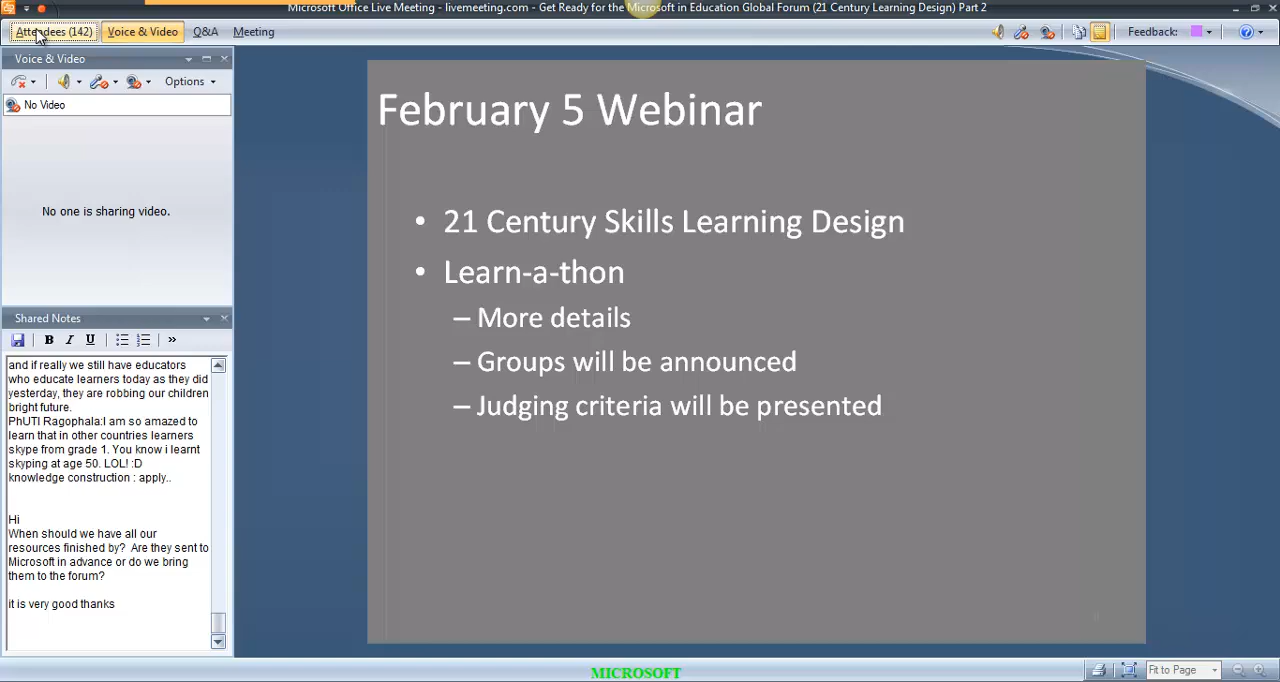 Microsoft Office Live Meeting - livemeeting.com - Get Ready for the Microsoft in Education Global Forum (21 Century Learning Design) Part 2
Attendees (142) Voice & Video Q&A Meeting Feedback:
Voice & Video
Options
No Video
No one is sharing video.
Shared Notes
B I U »
and if really we still have educators
who educate learners today as they did
yesterday, they are robbing our children
bright future.
PhUTI Ragophala:I am so amazed to
learn that in other countries learners
skype from grade 1. You know i learnt
skyping at age 50. LOL! :D
knowledge construction : apply..
Hi
When should we have all our
resources finished by? Are they sent to
Microsoft in advance or do we bring
them to the forum?
it is very good thanks
February 5 Webinar
• 21 Century Skills Learning Design
• Learn-a-thon
– More details
– Groups will be announced
– Judging criteria will be presented
MICROSOFT
Fit to Page